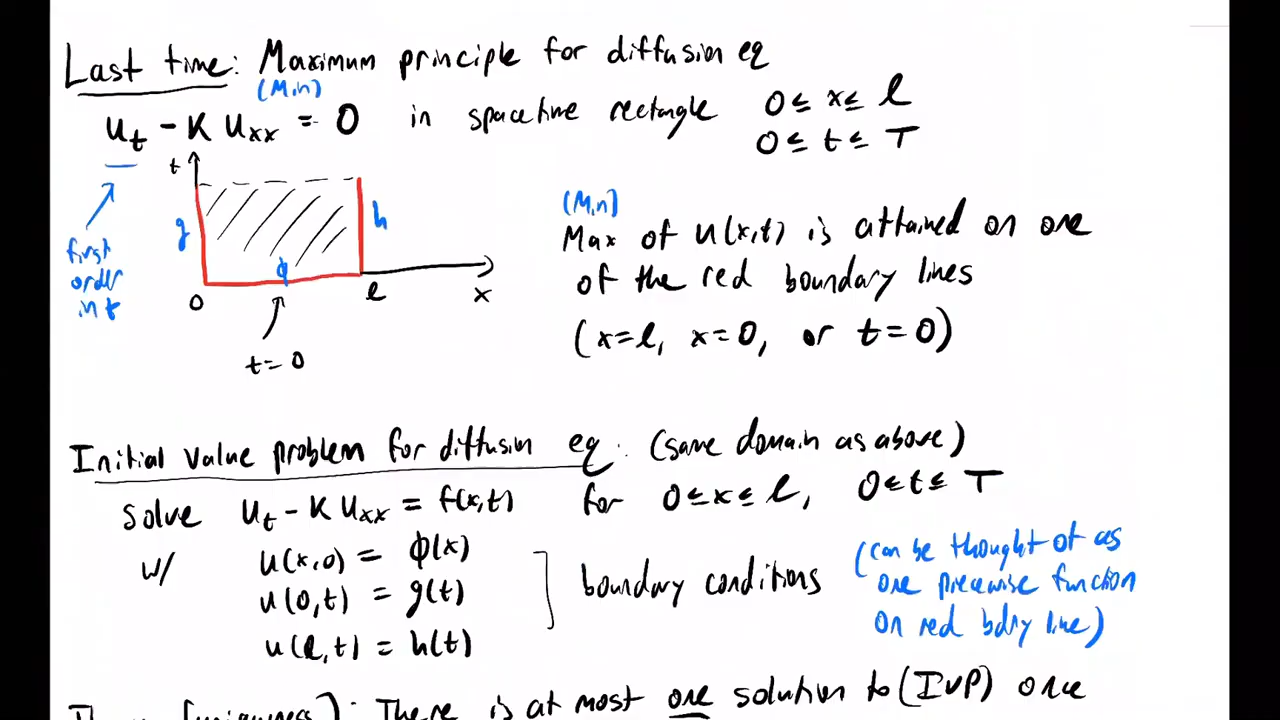 Last time: Maximum principle for diffusion eq
(Min)
u_t - K u_xx = 0 in spacetime rectangle 0 ≤ x ≤ l
0 ≤ t ≤ T
t
g
h
ϕ
first order in t
0
l
x
t = 0
(Min)
Max of u(x,t) is attained on one
of the red boundary lines
(x=l, x=0, or t=0)
Initial value problem for diffusion eq: (same domain as above)
solve u_t - K u_xx = f(x,t) for 0 ≤ x ≤ l, 0 ≤ t ≤ T
w/ u(x,0) = ϕ(x)
u(0,t) = g(t)
u(l,t) = h(t)
boundary conditions
(can be thought of as
one piecewise function
on red bdry line)
There is at most one solution to (IVP) once